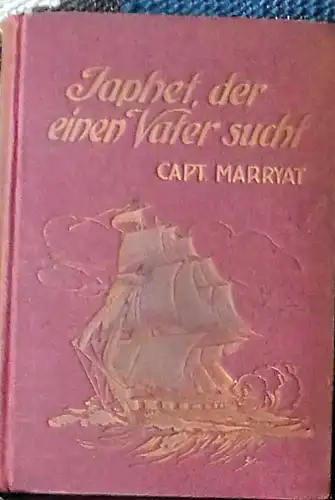 Japhet, der
einen Vater sucht
CAPT. MARRYAT